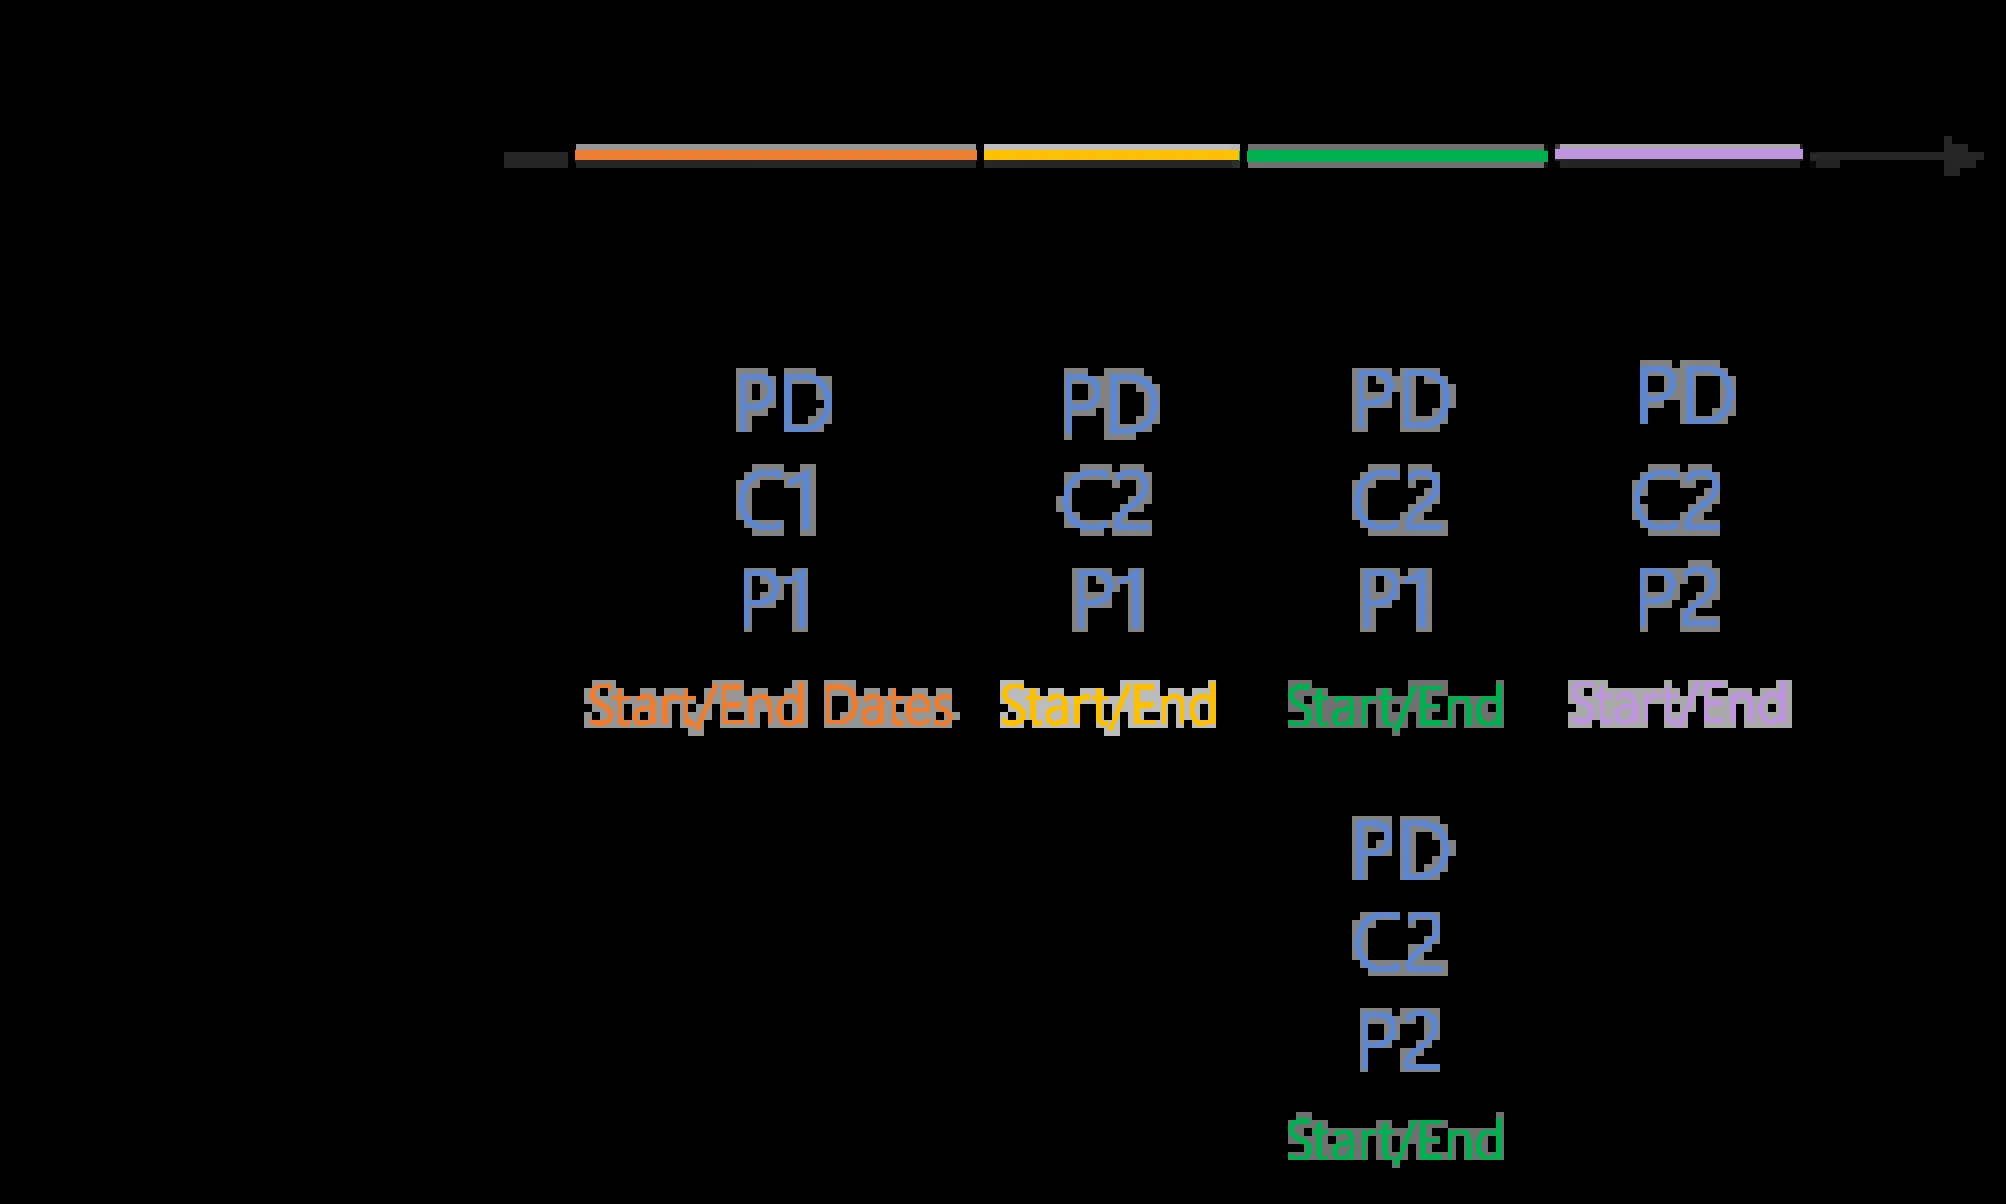 PD PD PD PD
C1 C2 C2 C2
P1 P1 P1 P2
Start/End Dates Start/End Start/End Start/End
PD
C2
P2
Start/End